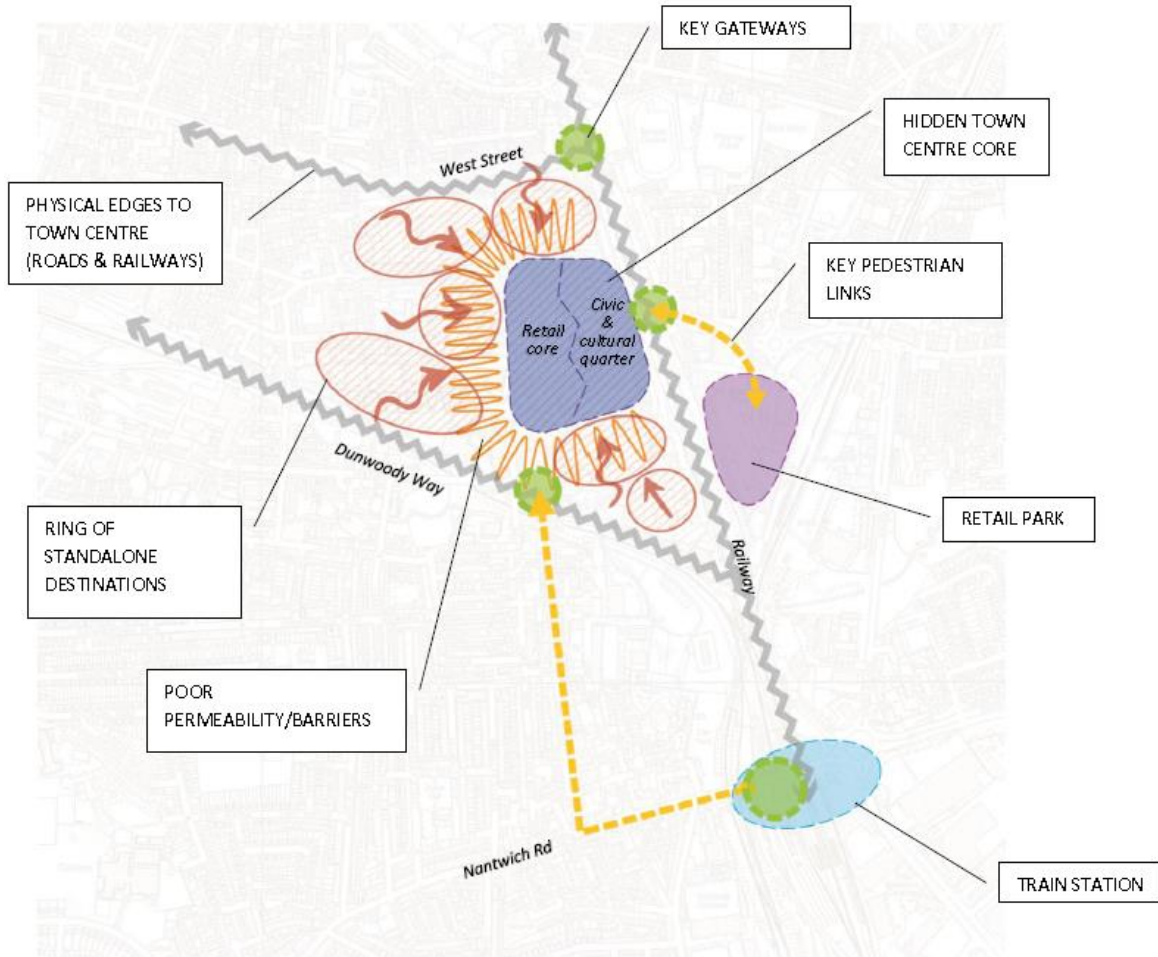 KEY GATEWAYS
HIDDEN TOWN
CENTRE CORE
West Street
PHYSICAL EDGES TO
TOWN CENTRE
(ROADS & RAILWAYS)
KEY PEDESTRIAN
LINKS
Retail
core
Civic
&
cultural
quarter
Dunwoody Way
RETAIL PARK
RING OF
STANDALONE
DESTINATIONS
Railway
POOR
PERMEABILITY/BARRIERS
Nantwich Rd
TRAIN STATION